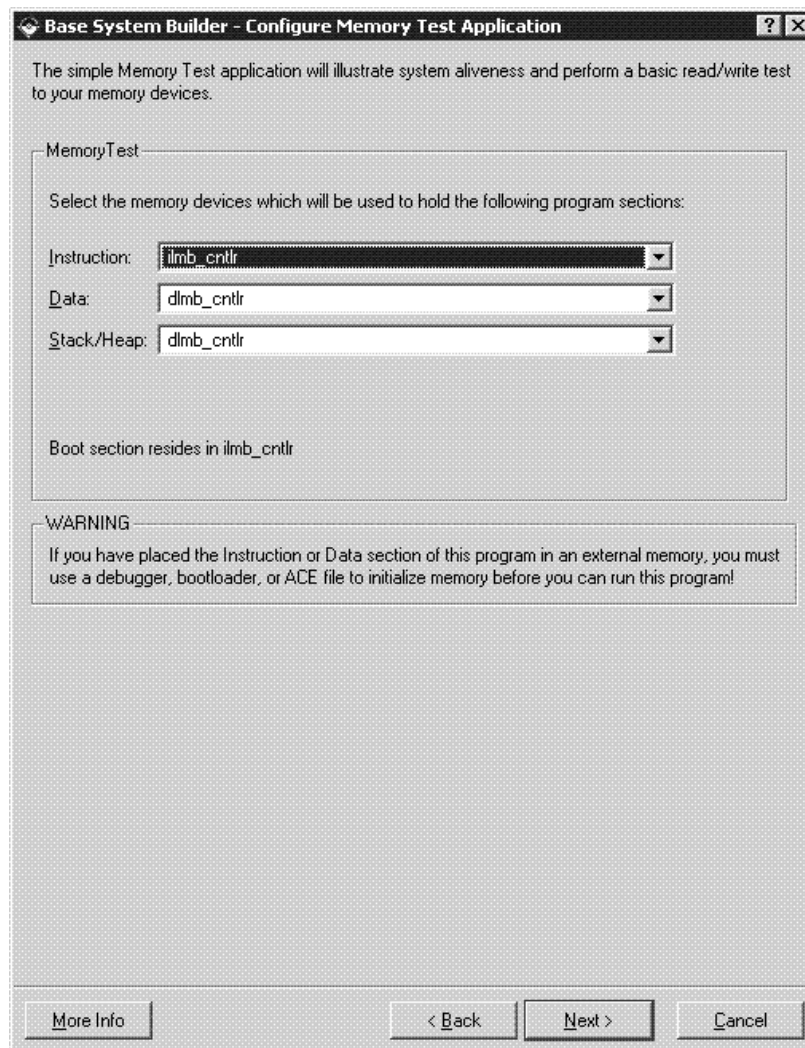 Base System Builder - Configure Memory Test Application
The simple Memory Test application will illustrate system aliveness and perform a basic read/write test
to your memory devices.
MemoryTest
Select the memory devices which will be used to hold the following program sections:
Instruction: ilmb_cntlr
Data: dlmb_cntlr
Stack/Heap: dlmb_cntlr
Boot section resides in ilmb_cntlr
WARNING
If you have placed the Instruction or Data section of this program in an external memory, you must
use a debugger, bootloader, or ACE file to initialize memory before you can run this program!
More Info < Back Next > Cancel